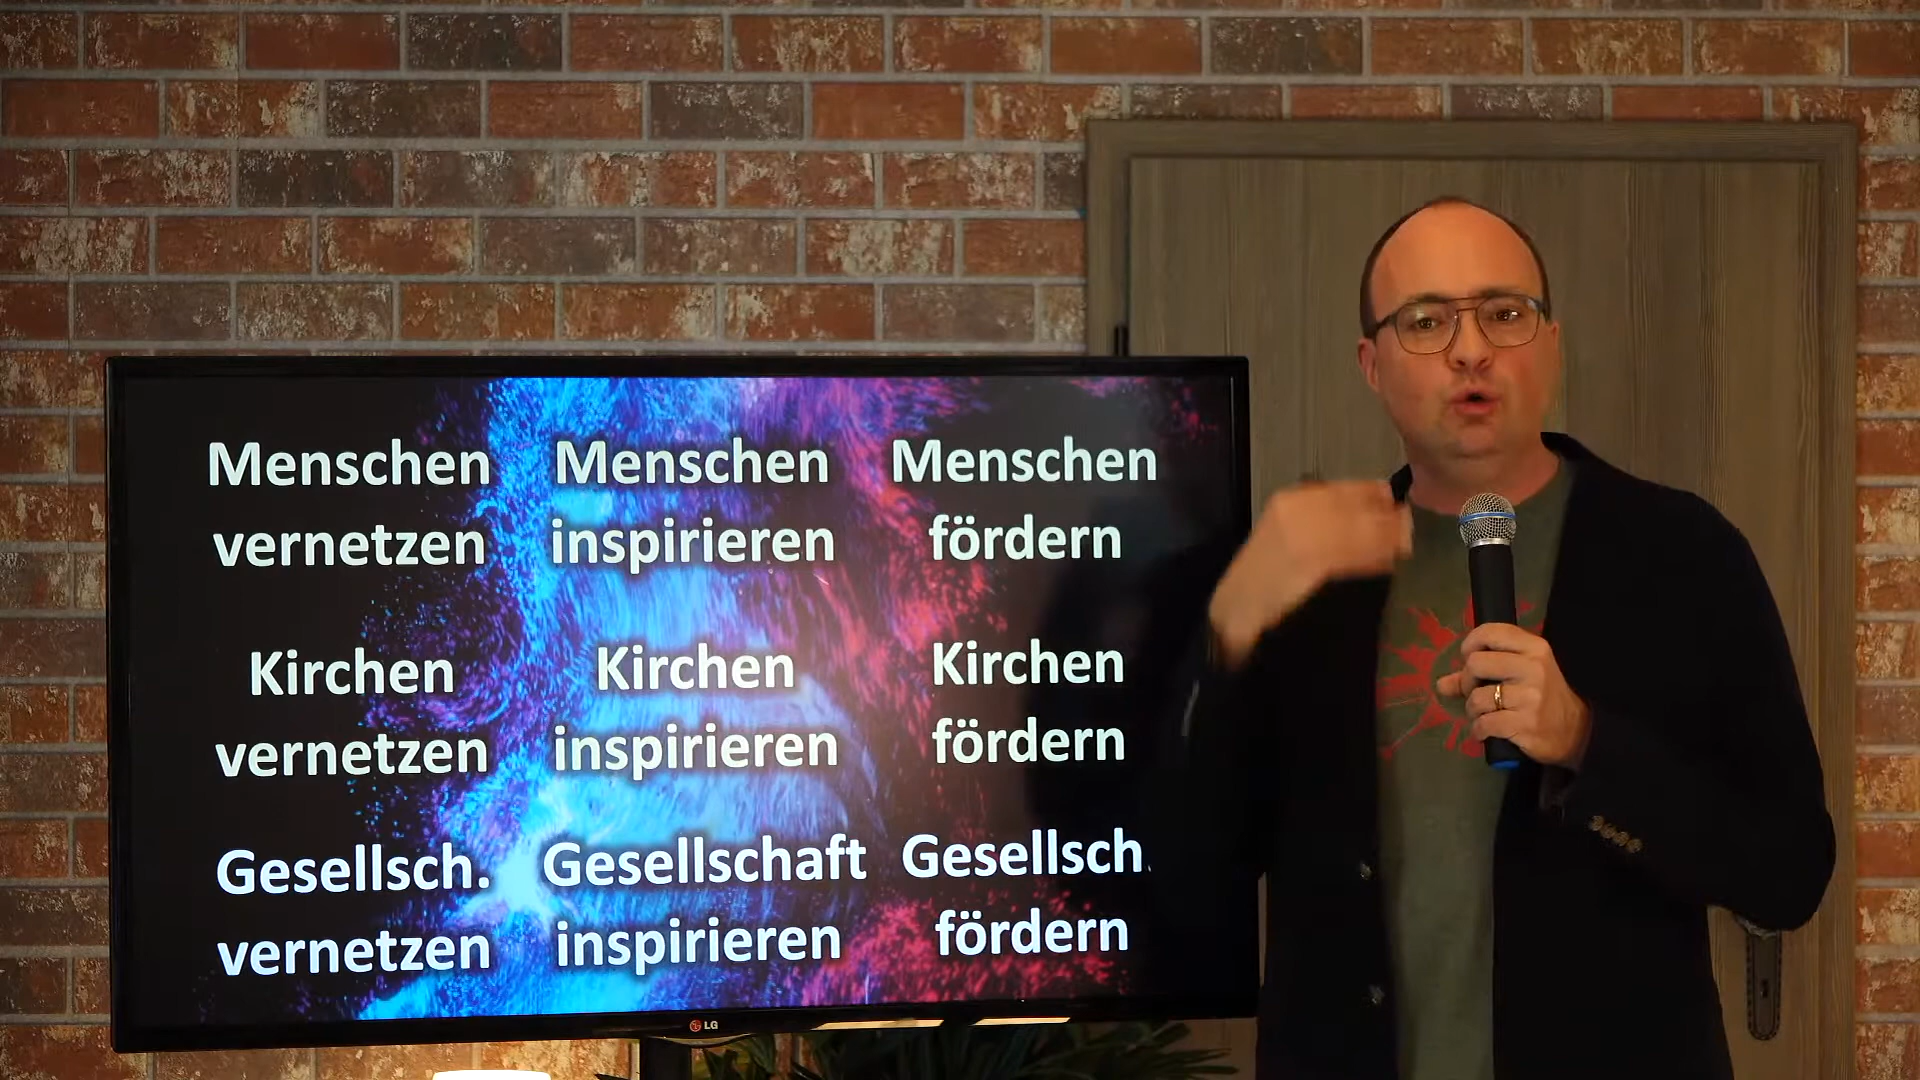 Menschen Menschen Menschen
vernetzen inspirieren fördern
Kirchen Kirchen Kirchen
vernetzen inspirieren fördern
Gesellsch. Gesellschaft Gesellsch.
vernetzen inspirieren fördern
LG